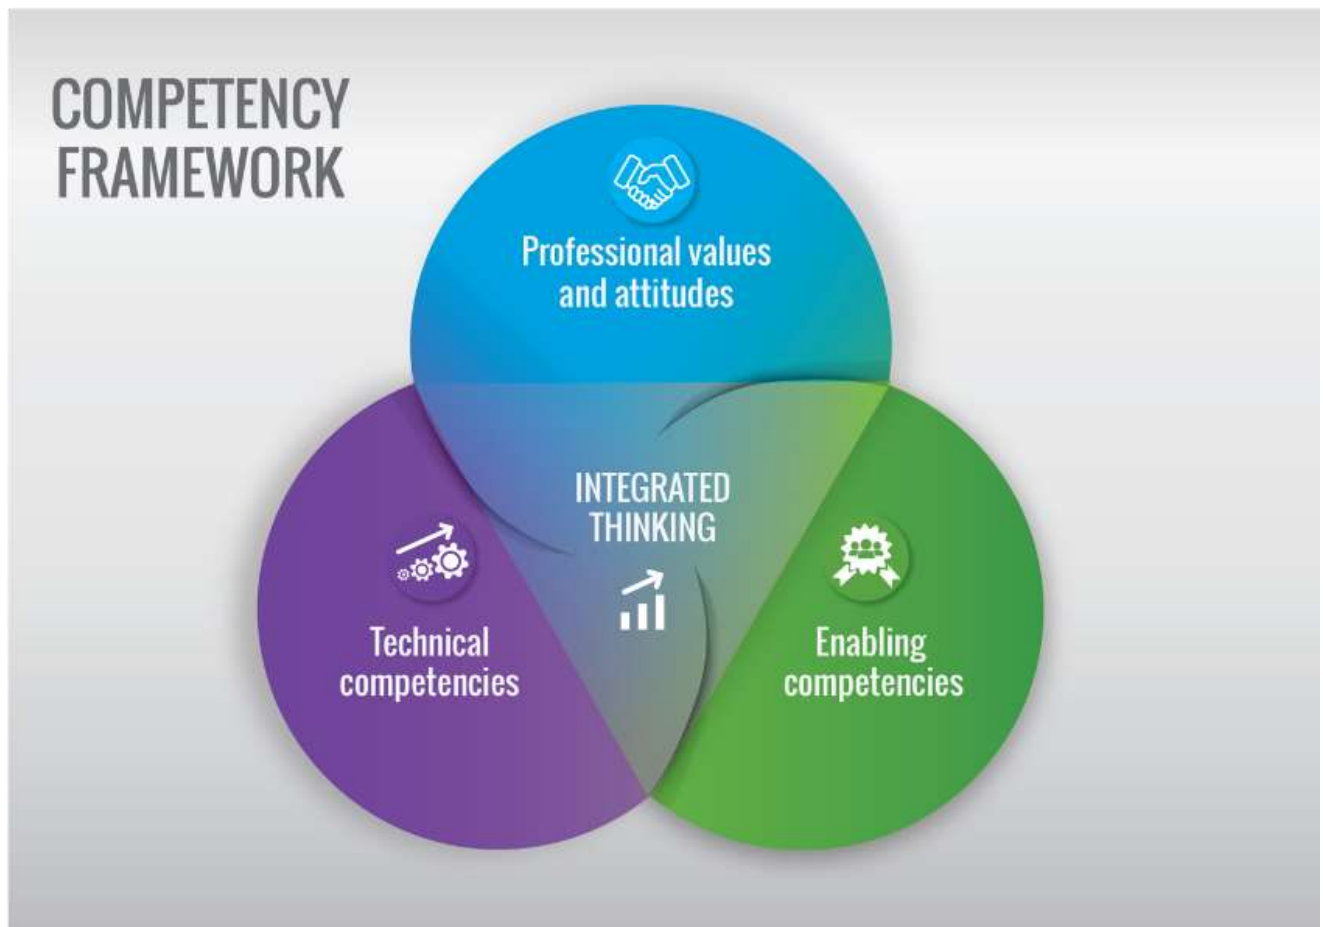 COMPETENCY
FRAMEWORK
Professional values
and attitudes
INTEGRATED
THINKING
Technical
competencies
Enabling
competencies